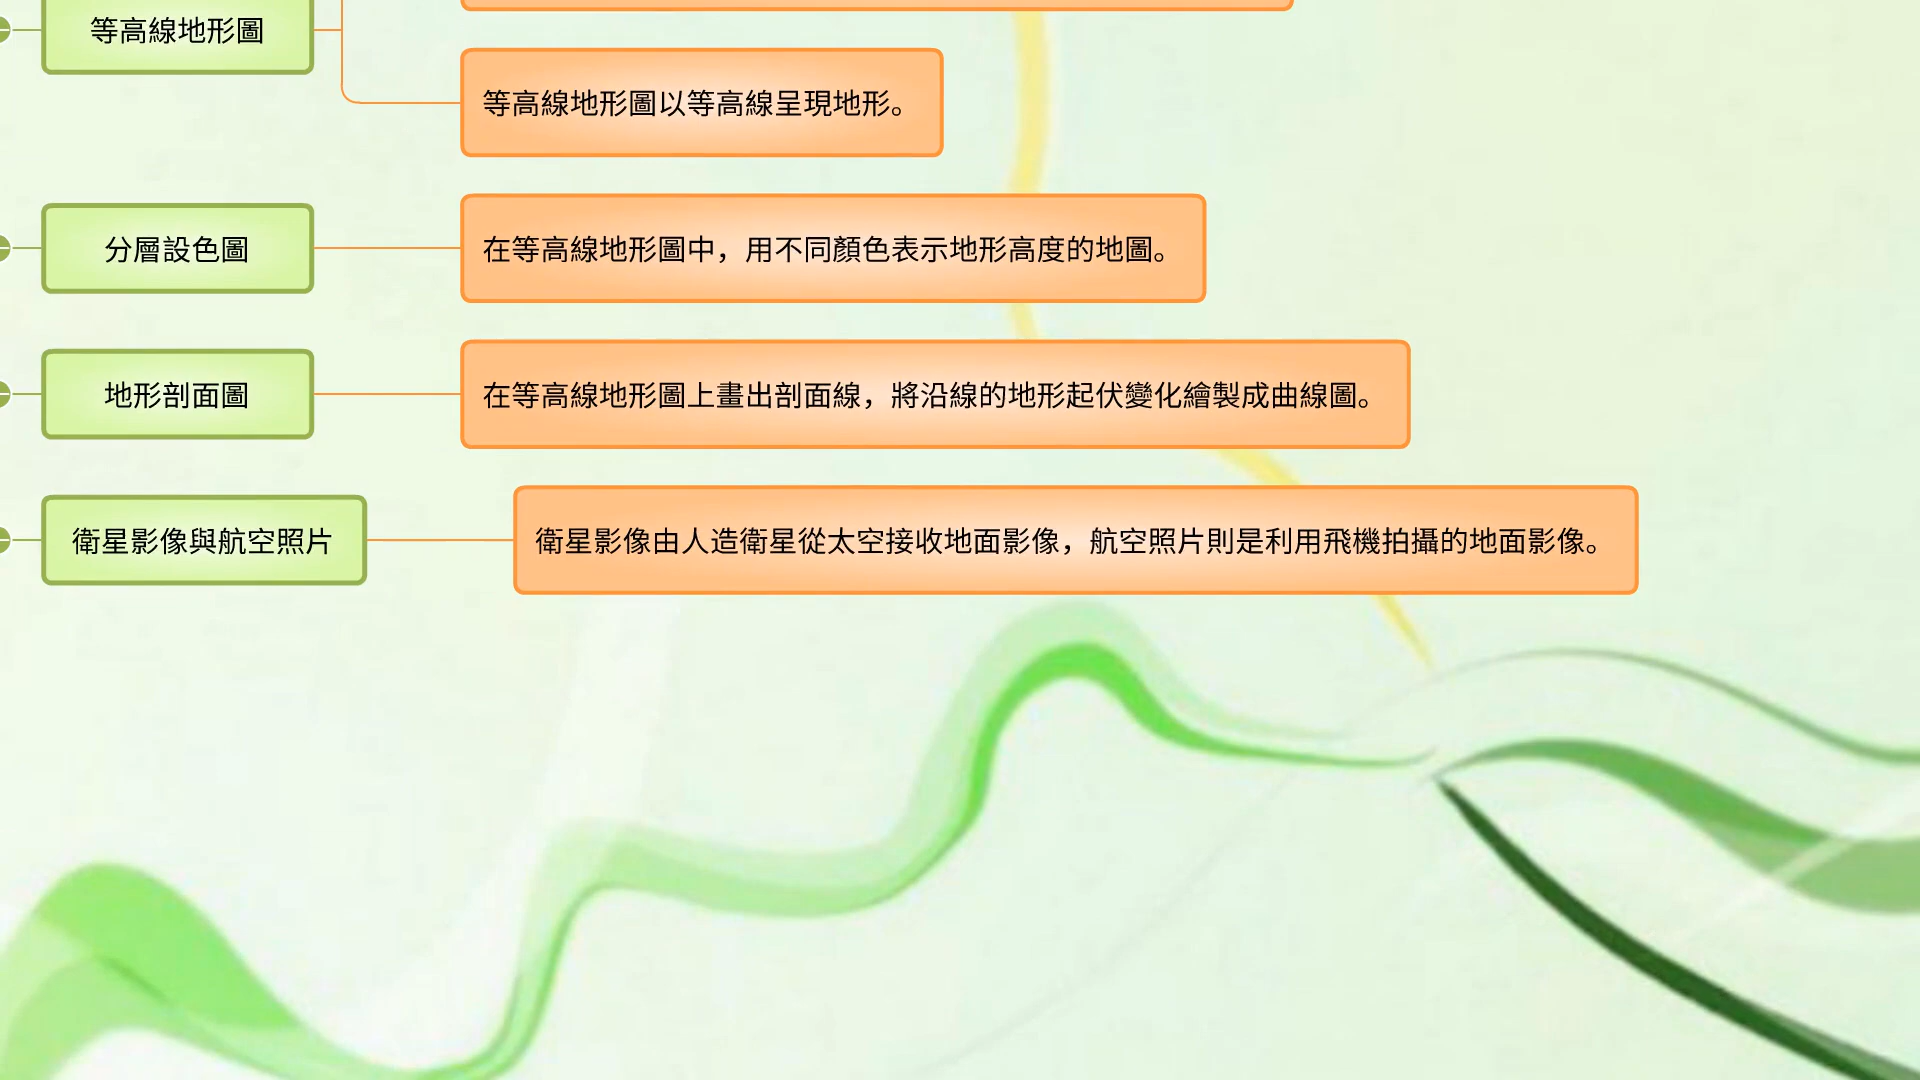 等高線地形圖
等高線地形圖以等高線呈現地形。
分層設色圖
在等高線地形圖中，用不同顏色表示地形高度的地圖。
地形剖面圖
在等高線地形圖上畫出剖面線，將沿線的地形起伏變化繪製成曲線圖。
衛星影像與航空照片
衛星影像由人造衛星從太空接收地面影像，航空照片則是利用飛機拍攝的地面影像。